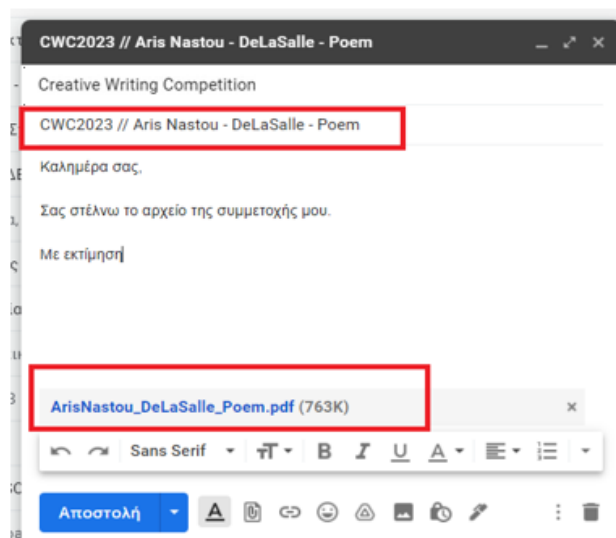 CWC2023 // Aris Nastou - DeLaSalle - Poem
Creative Writing Competition
CWC2023 // Aris Nastou - DeLaSalle - Poem
Καλημέρα σας,
Σας στέλνω το αρχείο της συμμετοχής μου.
Με εκτίμηση
ArisNastou_DeLaSalle_Poem.pdf (763K)
Sans Serif
Αποστολή